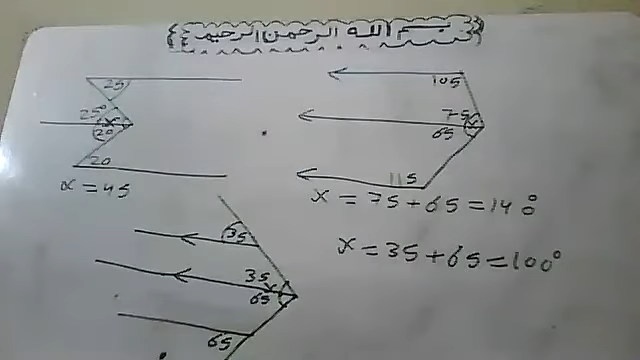 بسم الله الرحمن الرحيم
25
25°
x
20
20
x = 45
105
75
x
65
115
x = 75 + 65 = 140°
35
35
x
65
65
x = 35 + 65 = 100°